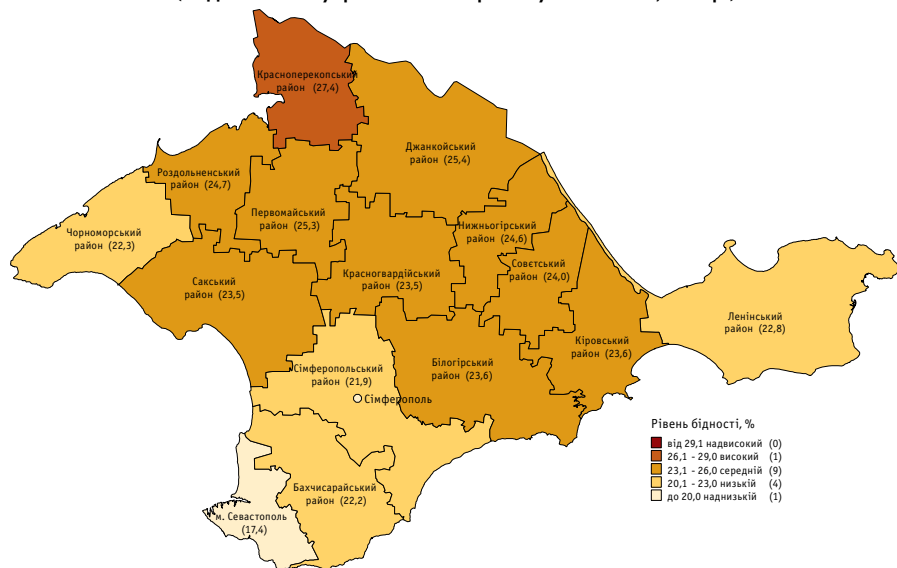 Красноперекопський
район (27,4)
Джанкойський
район (25,4)
Роздольненський
район (24,7)
Первомайський
район (25,3)
Нижньогірський
район (24,6)
Чорноморський
район (22,3)
Совєтський
район (24,0)
Сакський
район (23,5)
Красногвардійський
район (23,5)
Ленінський
район (22,8)
Кіровський
район (23,6)
Білогірський
район (23,6)
Сімферопольський
район (21,9)
Сімферополь
Бахчисарайський
район (22,2)
м. Севастополь
(17,4)
Рівень бідності, %
від 29,1 надвисокий (0)
26,1 - 29,0 високий (1)
23,1 - 26,0 середній (9)
20,1 - 23,0 низькій (4)
до 20,0 наднизькій (1)